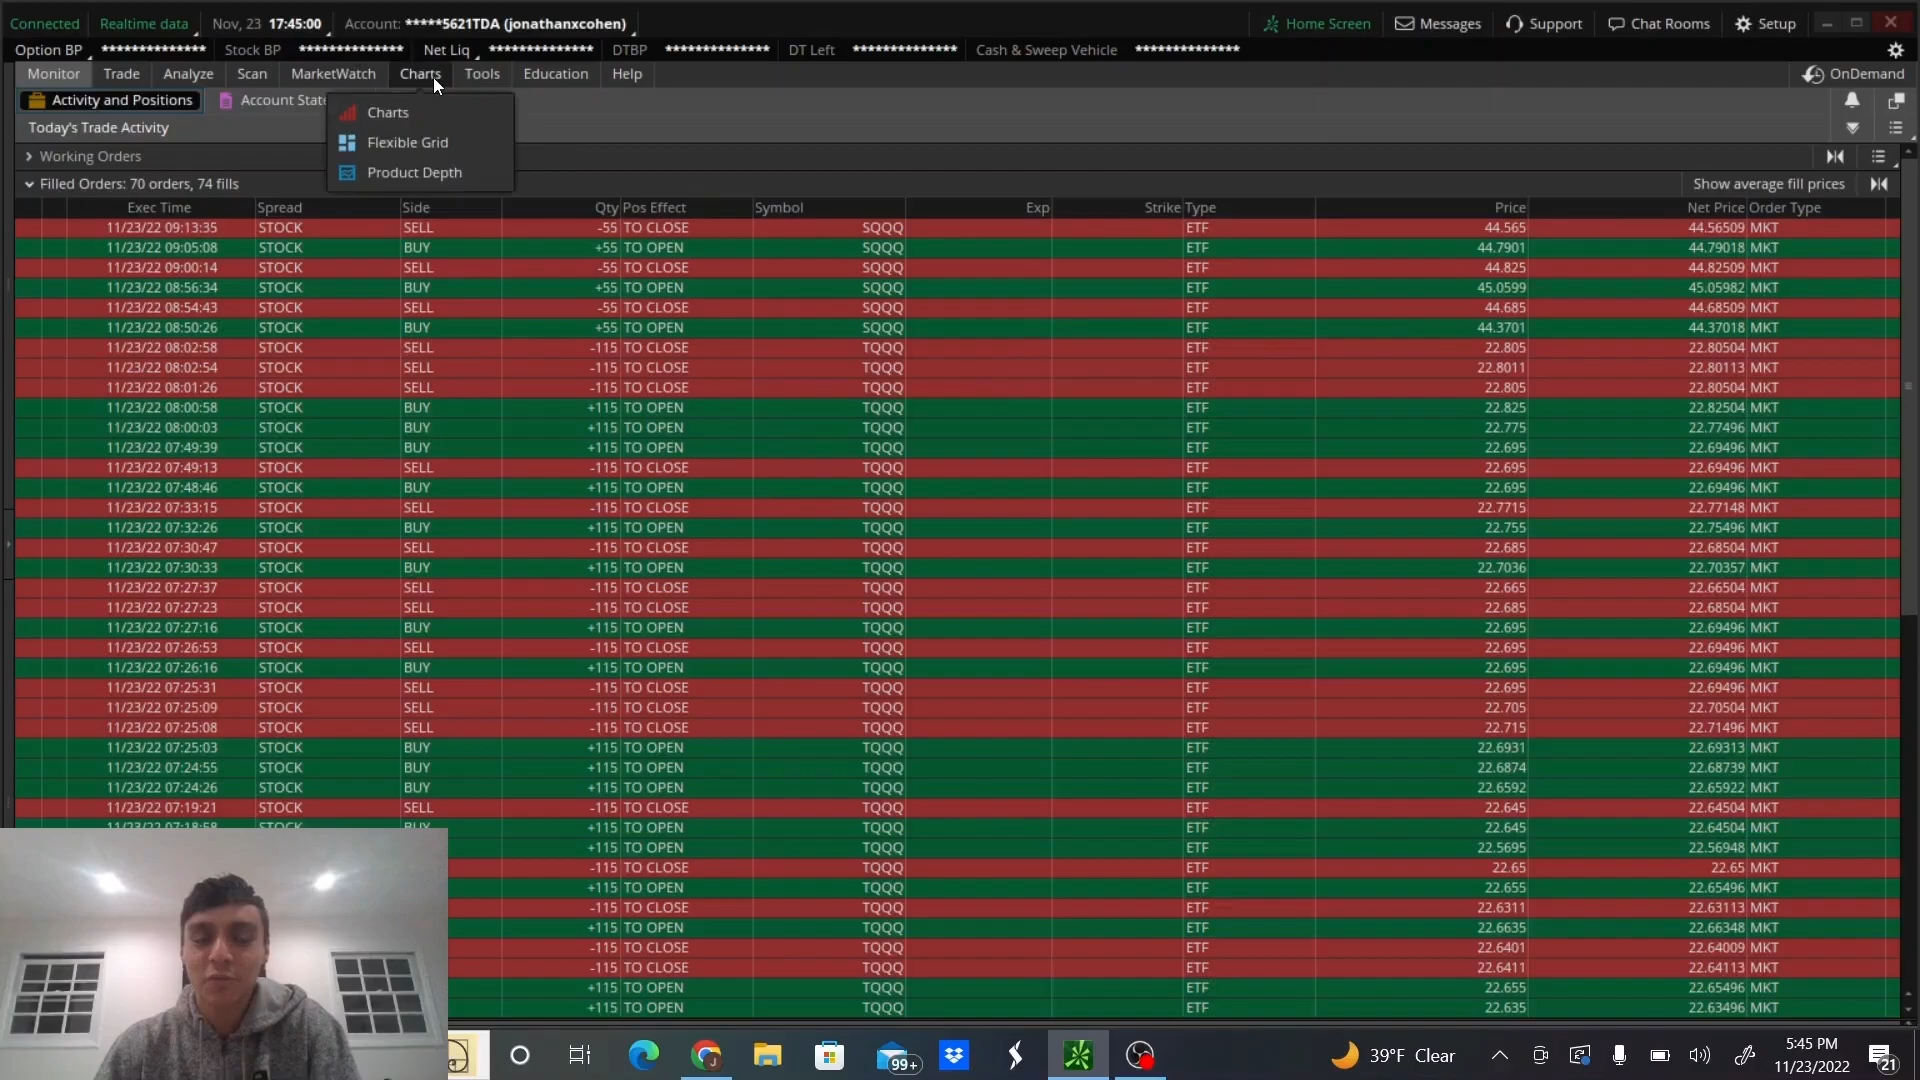 Connected Realtime data Nov, 23 17:45:00 Account: *****5621TDA (jonathanxcohen) Home Screen Messages Support Chat Rooms Setup
Option BP ************** Stock BP ************** Net Liq ************** DTBP ************** DT Left ************** Cash & Sweep Vehicle **************
Monitor Trade Analyze Scan MarketWatch Charts Tools Education Help OnDemand
Activity and Positions Account State
Charts
Flexible Grid
Product Depth
Today's Trade Activity
Working Orders
Filled Orders: 70 orders, 74 fills Show average fill prices
Exec Time Spread Side Qty Pos Effect Symbol Exp Strike Type Price Net Price Order Type
11/23/22 09:13:35 STOCK SELL -55 TO CLOSE SQQQ ETF 44.565 44.56509 MKT
11/23/22 09:05:08 STOCK BUY +55 TO OPEN SQQQ ETF 44.7901 44.79018 MKT
11/23/22 09:00:14 STOCK SELL -55 TO CLOSE SQQQ ETF 44.825 44.82509 MKT
11/23/22 08:56:34 STOCK BUY +55 TO OPEN SQQQ ETF 45.0599 45.05982 MKT
11/23/22 08:54:43 STOCK SELL -55 TO CLOSE SQQQ ETF 44.685 44.68509 MKT
11/23/22 08:50:26 STOCK BUY +55 TO OPEN SQQQ ETF 44.3701 44.37018 MKT
11/23/22 08:02:58 STOCK SELL -115 TO CLOSE TQQQ ETF 22.805 22.80504 MKT
11/23/22 08:02:54 STOCK SELL -115 TO CLOSE TQQQ ETF 22.8011 22.80113 MKT
11/23/22 08:01:26 STOCK SELL -115 TO CLOSE TQQQ ETF 22.805 22.80504 MKT
11/23/22 08:00:58 STOCK BUY +115 TO OPEN TQQQ ETF 22.825 22.82504 MKT
11/23/22 08:00:03 STOCK BUY +115 TO OPEN TQQQ ETF 22.775 22.77496 MKT
11/23/22 07:49:39 STOCK BUY +115 TO OPEN TQQQ ETF 22.695 22.69496 MKT
11/23/22 07:49:13 STOCK SELL -115 TO CLOSE TQQQ ETF 22.695 22.69496 MKT
11/23/22 07:48:46 STOCK BUY +115 TO OPEN TQQQ ETF 22.695 22.69496 MKT
11/23/22 07:33:15 STOCK SELL -115 TO CLOSE TQQQ ETF 22.7715 22.77148 MKT
11/23/22 07:32:26 STOCK BUY +115 TO OPEN TQQQ ETF 22.755 22.75496 MKT
11/23/22 07:30:47 STOCK SELL -115 TO CLOSE TQQQ ETF 22.685 22.68504 MKT
11/23/22 07:30:33 STOCK BUY +115 TO OPEN TQQQ ETF 22.7036 22.70357 MKT
11/23/22 07:27:37 STOCK SELL -115 TO CLOSE TQQQ ETF 22.665 22.66504 MKT
11/23/22 07:27:23 STOCK SELL -115 TO CLOSE TQQQ ETF 22.685 22.68504 MKT
11/23/22 07:27:16 STOCK BUY +115 TO OPEN TQQQ ETF 22.695 22.69496 MKT
11/23/22 07:26:53 STOCK SELL -115 TO CLOSE TQQQ ETF 22.695 22.69496 MKT
11/23/22 07:26:16 STOCK BUY +115 TO OPEN TQQQ ETF 22.695 22.69496 MKT
11/23/22 07:25:31 STOCK SELL -115 TO CLOSE TQQQ ETF 22.695 22.69496 MKT
11/23/22 07:25:09 STOCK SELL -115 TO CLOSE TQQQ ETF 22.705 22.70504 MKT
11/23/22 07:25:08 STOCK SELL -115 TO CLOSE TQQQ ETF 22.715 22.71496 MKT
11/23/22 07:25:03 STOCK BUY +115 TO OPEN TQQQ ETF 22.6931 22.69313 MKT
11/23/22 07:24:55 STOCK BUY +115 TO OPEN TQQQ ETF 22.6874 22.68739 MKT
11/23/22 07:24:26 STOCK BUY +115 TO OPEN TQQQ ETF 22.6592 22.65922 MKT
11/23/22 07:19:21 STOCK SELL -115 TO CLOSE TQQQ ETF 22.645 22.64504 MKT
11/23/22 07:18:58 STOCK BUY +115 TO OPEN TQQQ ETF 22.645 22.64504 MKT
+115 TO OPEN TQQQ ETF 22.5695 22.56948 MKT
-115 TO CLOSE TQQQ ETF 22.65 22.65 MKT
+115 TO OPEN TQQQ ETF 22.655 22.65496 MKT
-115 TO CLOSE TQQQ ETF 22.6311 22.63113 MKT
+115 TO OPEN TQQQ ETF 22.6635 22.66348 MKT
-115 TO CLOSE TQQQ ETF 22.6401 22.64009 MKT
-115 TO CLOSE TQQQ ETF 22.6411 22.64113 MKT
+115 TO OPEN TQQQ ETF 22.655 22.65496 MKT
+115 TO OPEN TQQQ ETF 22.635 22.63496 MKT
99+ 39°F Clear 5:45 PM
11/23/2022 21